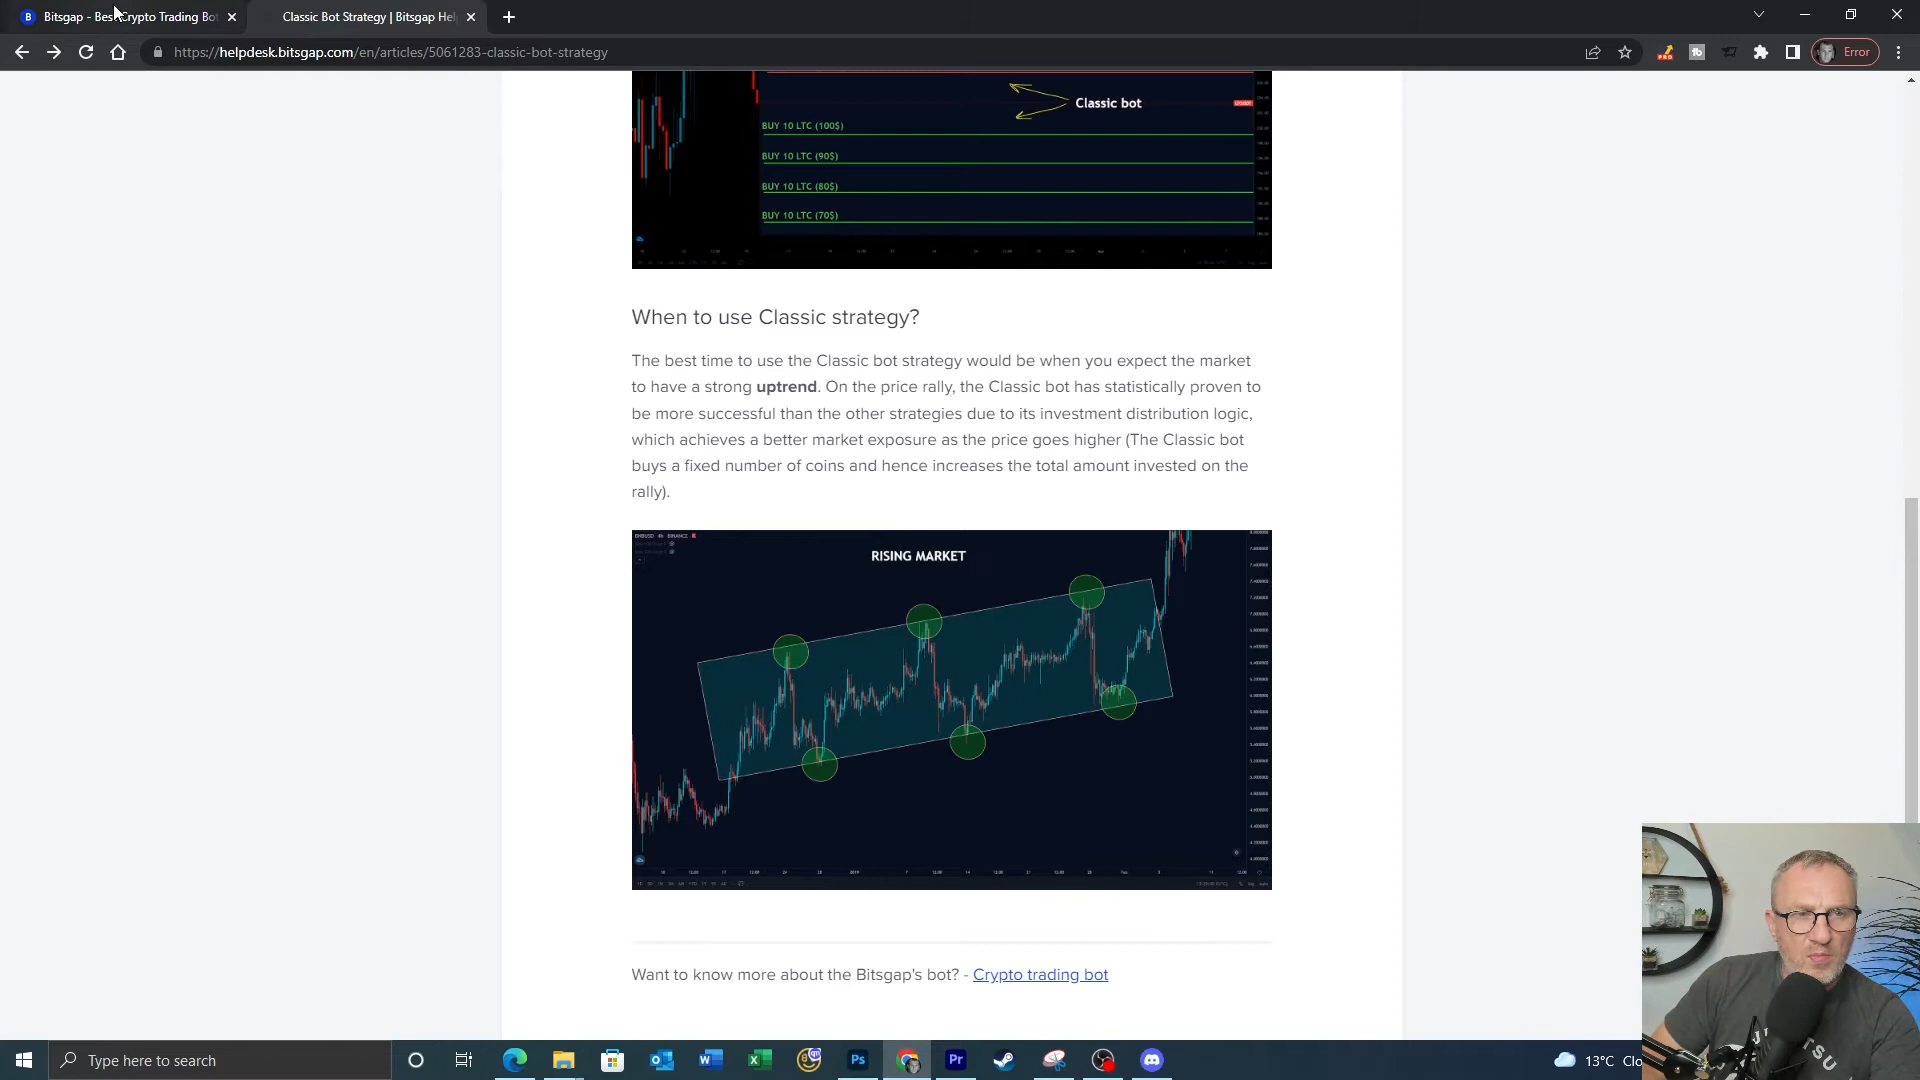 Bitsgap - Best Crypto Trading Bot
Classic Bot Strategy | Bitsgap Hel
https://helpdesk.bitsgap.com/en/articles/5061283-classic-bot-strategy
Error
Classic bot
BUY 10 LTC (100$)
BUY 10 LTC (90$)
BUY 10 LTC (80$)
BUY 10 LTC (70$)
When to use Classic strategy?
The best time to use the Classic bot strategy would be when you expect the market
to have a strong uptrend. On the price rally, the Classic bot has statistically proven to
be more successful than the other strategies due to its investment distribution logic,
which achieves a better market exposure as the price goes higher (The Classic bot
buys a fixed number of coins and hence increases the total amount invested on the
rally).
RISING MARKET
Want to know more about the Bitsgap's bot? - Crypto trading bot
Type here to search
13°C Clo